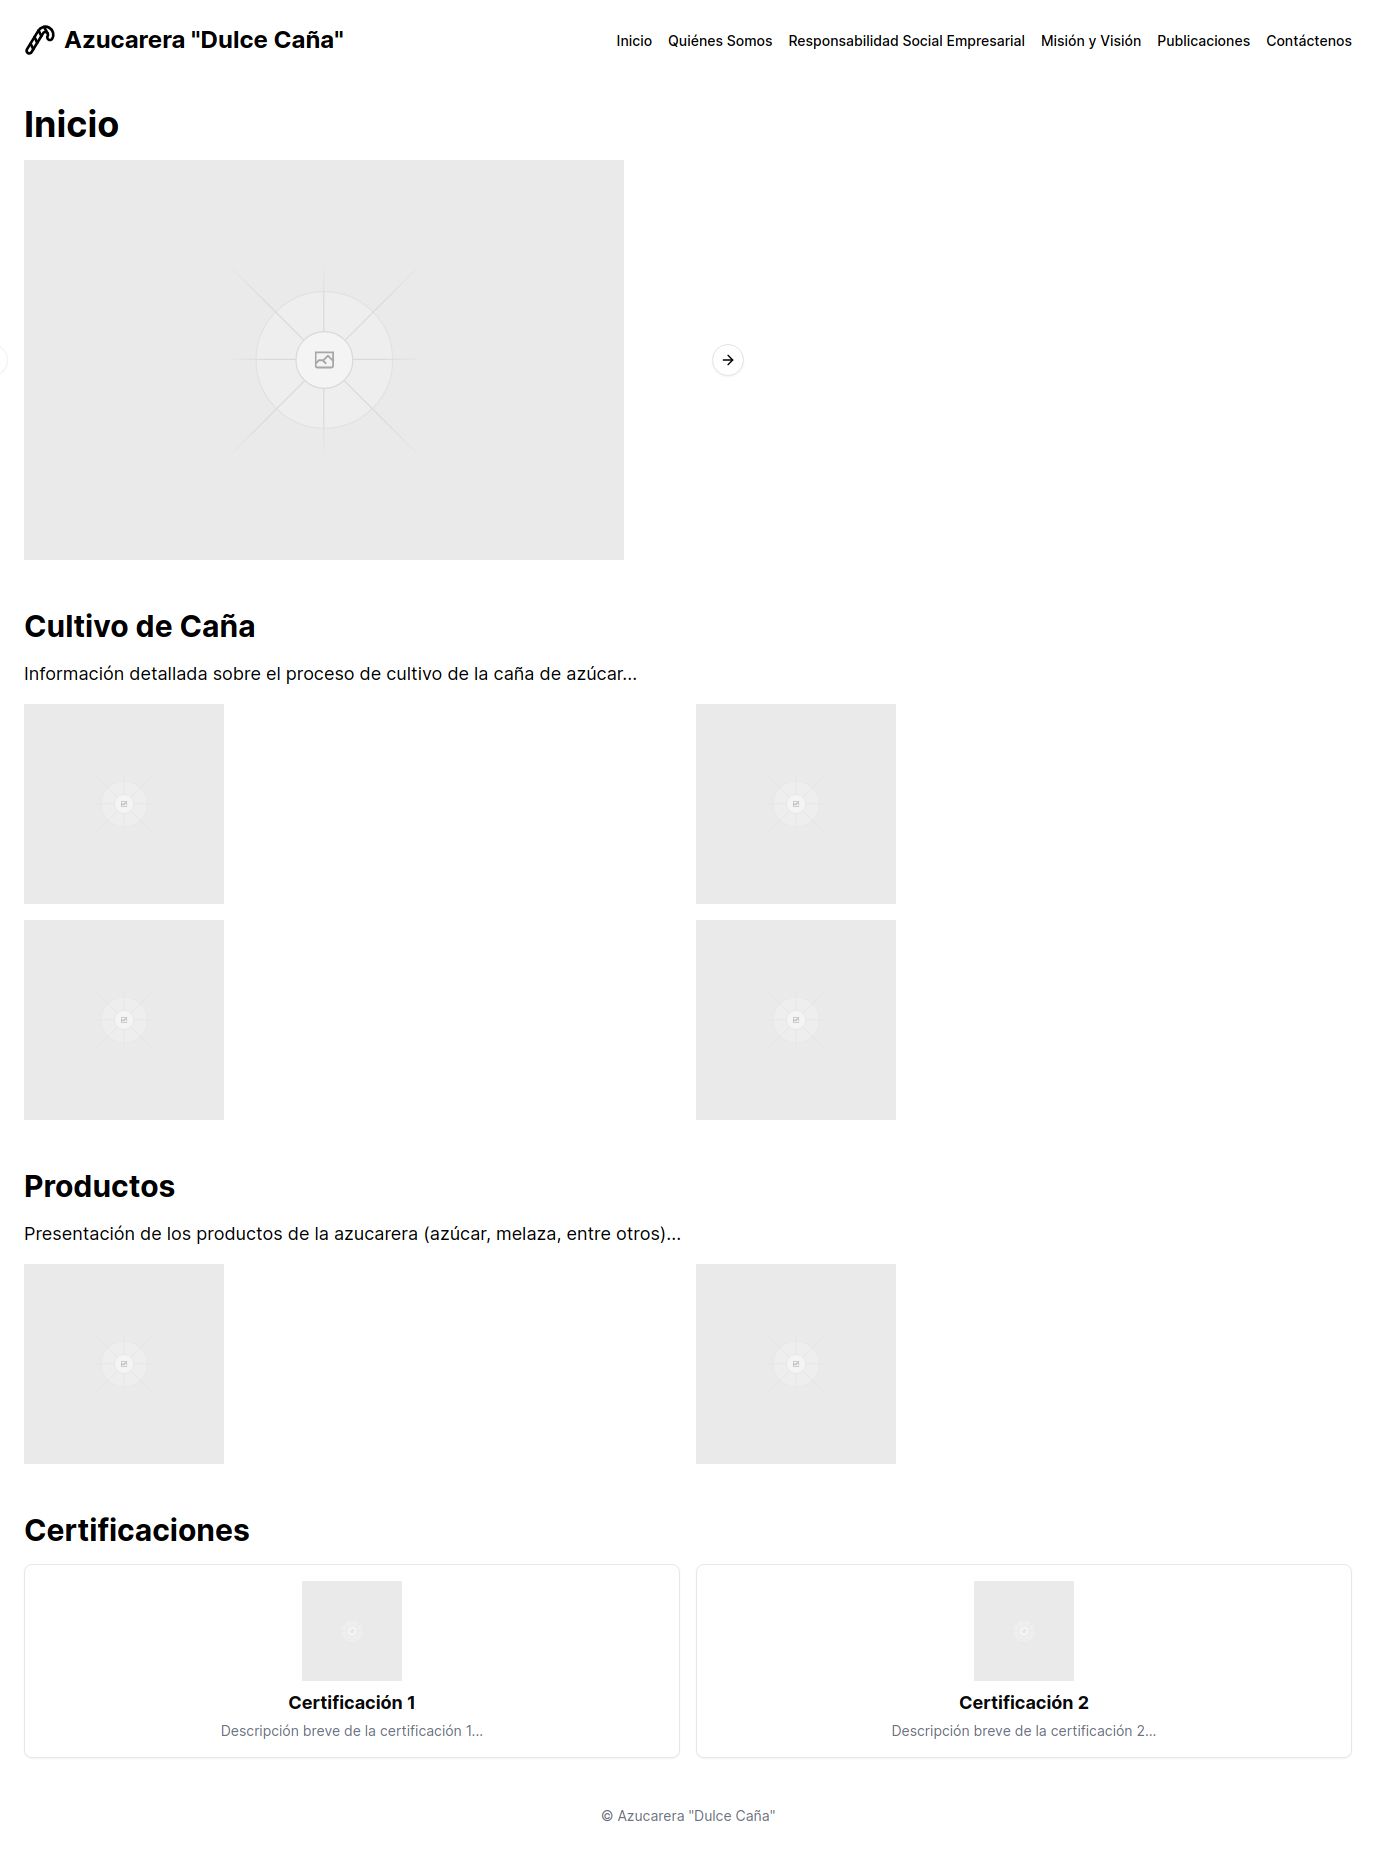 Azucarera "Dulce Caña"
Inicio Quiénes Somos Responsabilidad Social Empresarial Misión y Visión Publicaciones Contáctenos
Inicio
Cultivo de Caña
Información detallada sobre el proceso de cultivo de la caña de azúcar...
Productos
Presentación de los productos de la azucarera (azúcar, melaza, entre otros)...
Certificaciones
Certificación 1
Descripción breve de la certificación 1...
Certificación 2
Descripción breve de la certificación 2...
© Azucarera "Dulce Caña"